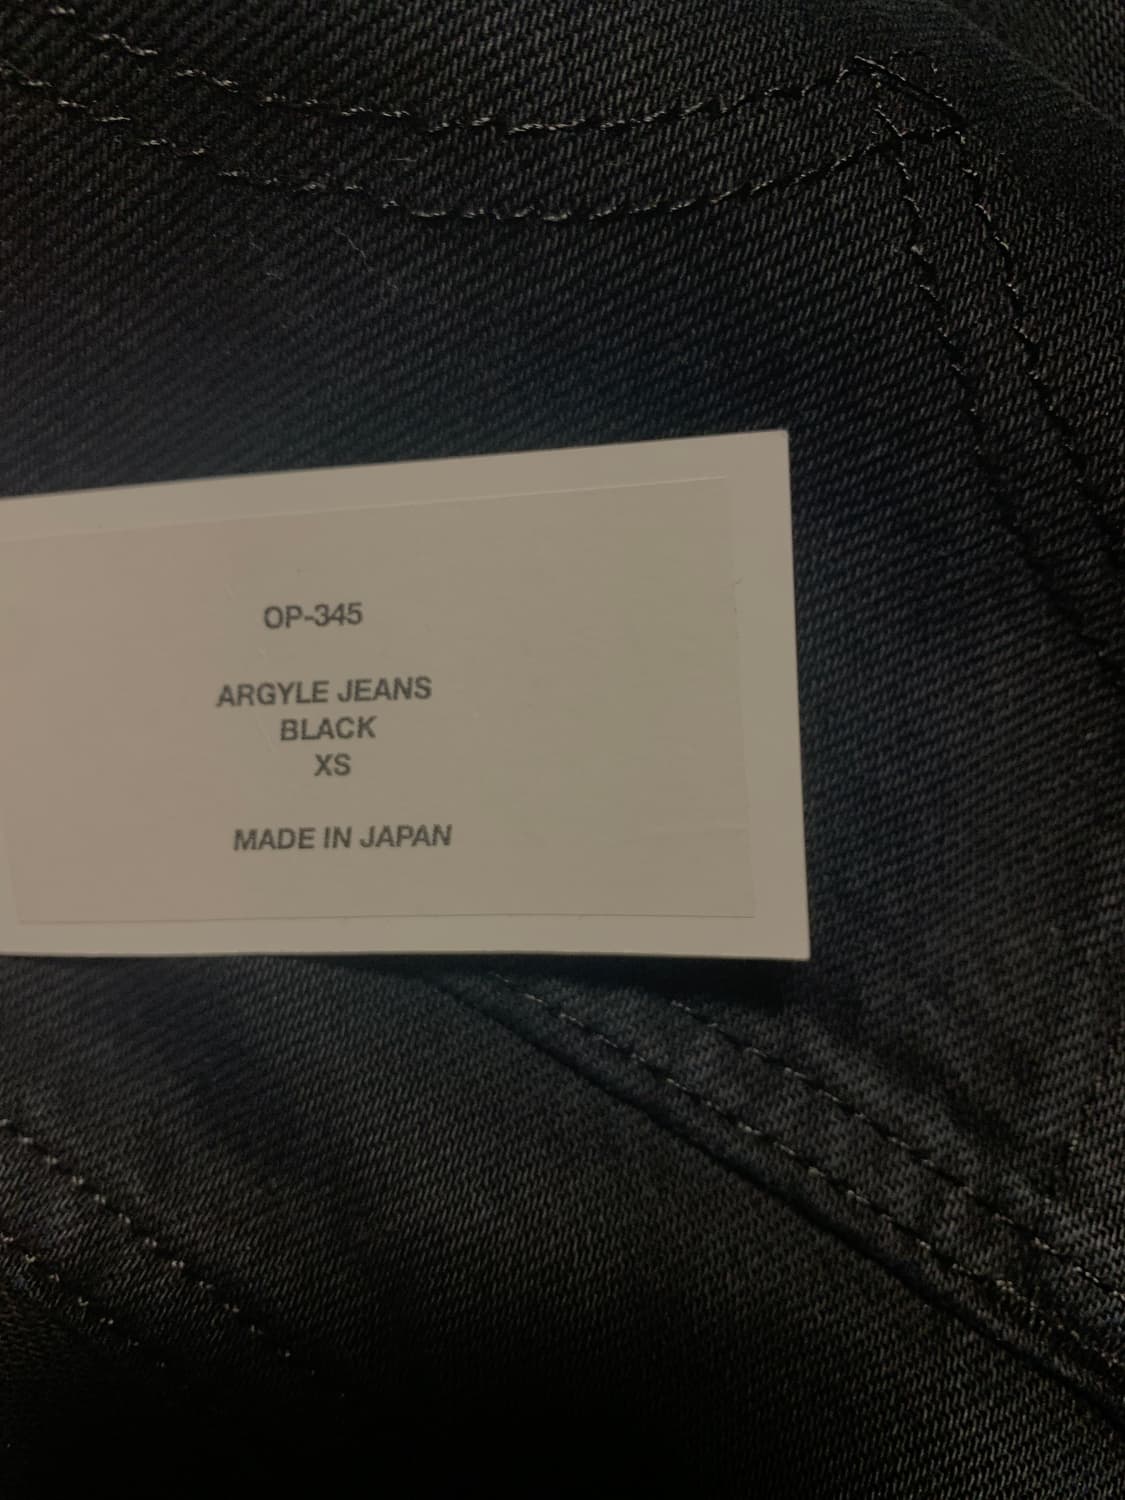 OP-345
ARGYLE JEANS
BLACK
XS
MADE IN JAPAN